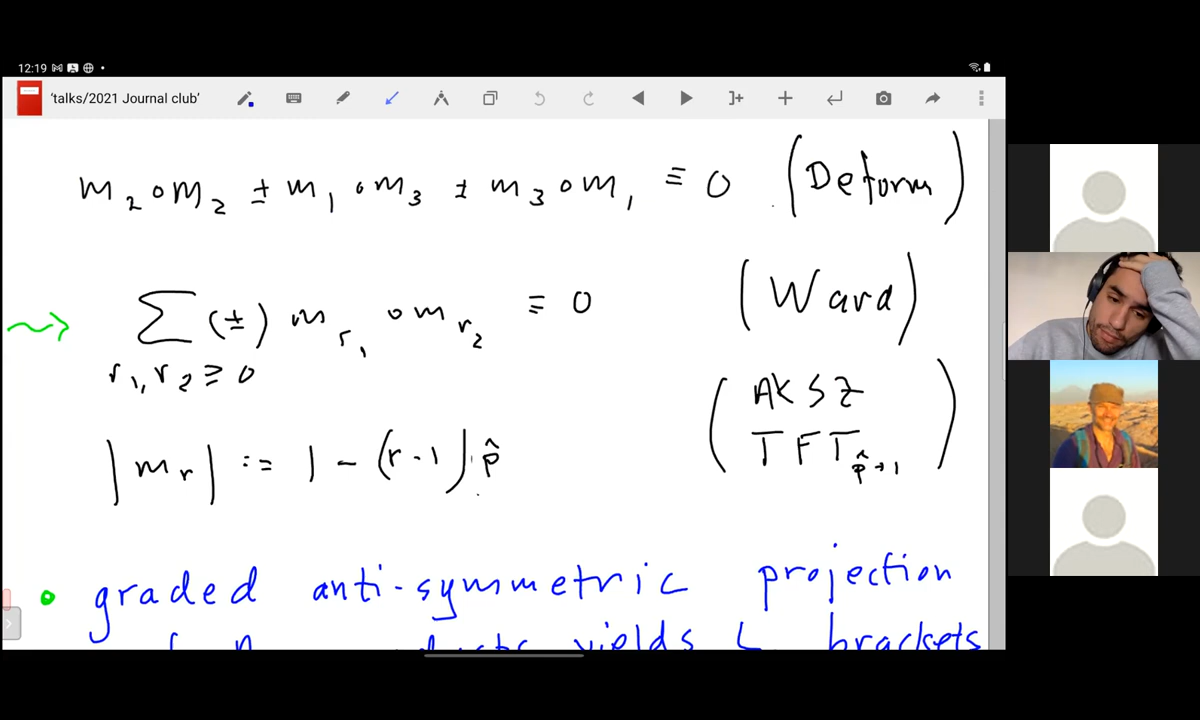 12:19
‘talks/2021 Journal club’
m₂∘m₂ ± m₁∘m₃ ± m₃∘m₁ ≡ 0 (Deform)
⇝ ∑ (±) m_{r₁} ∘ m_{r₂} ≡ 0 (Ward)
r₁, r₂ ≥ 0
(AKSZ
TFT_{p̂+1})
|m_r| := 1 - (r-1)·p̂
• graded anti-symmetric projection
yields L brackets